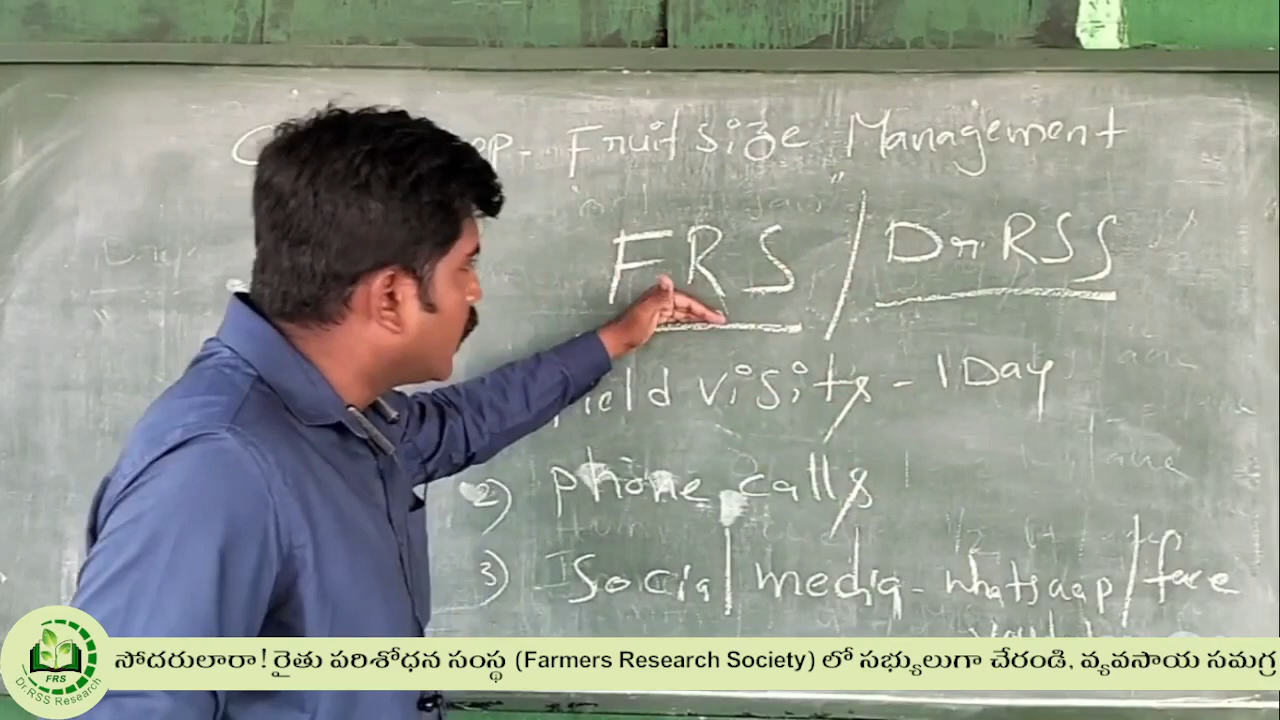 Fruit size Management
FRS / Dr. RSS
Field visits - 1 Day
2) phone calls
3) Social media - whatsaap / face
సోదరులారా! రైతు పరిశోధన సంస్థ (Farmers Research Society) లో సభ్యులుగా చేరండి, వ్యవసాయ సమగ్ర
FRS
Dr.RSS Research